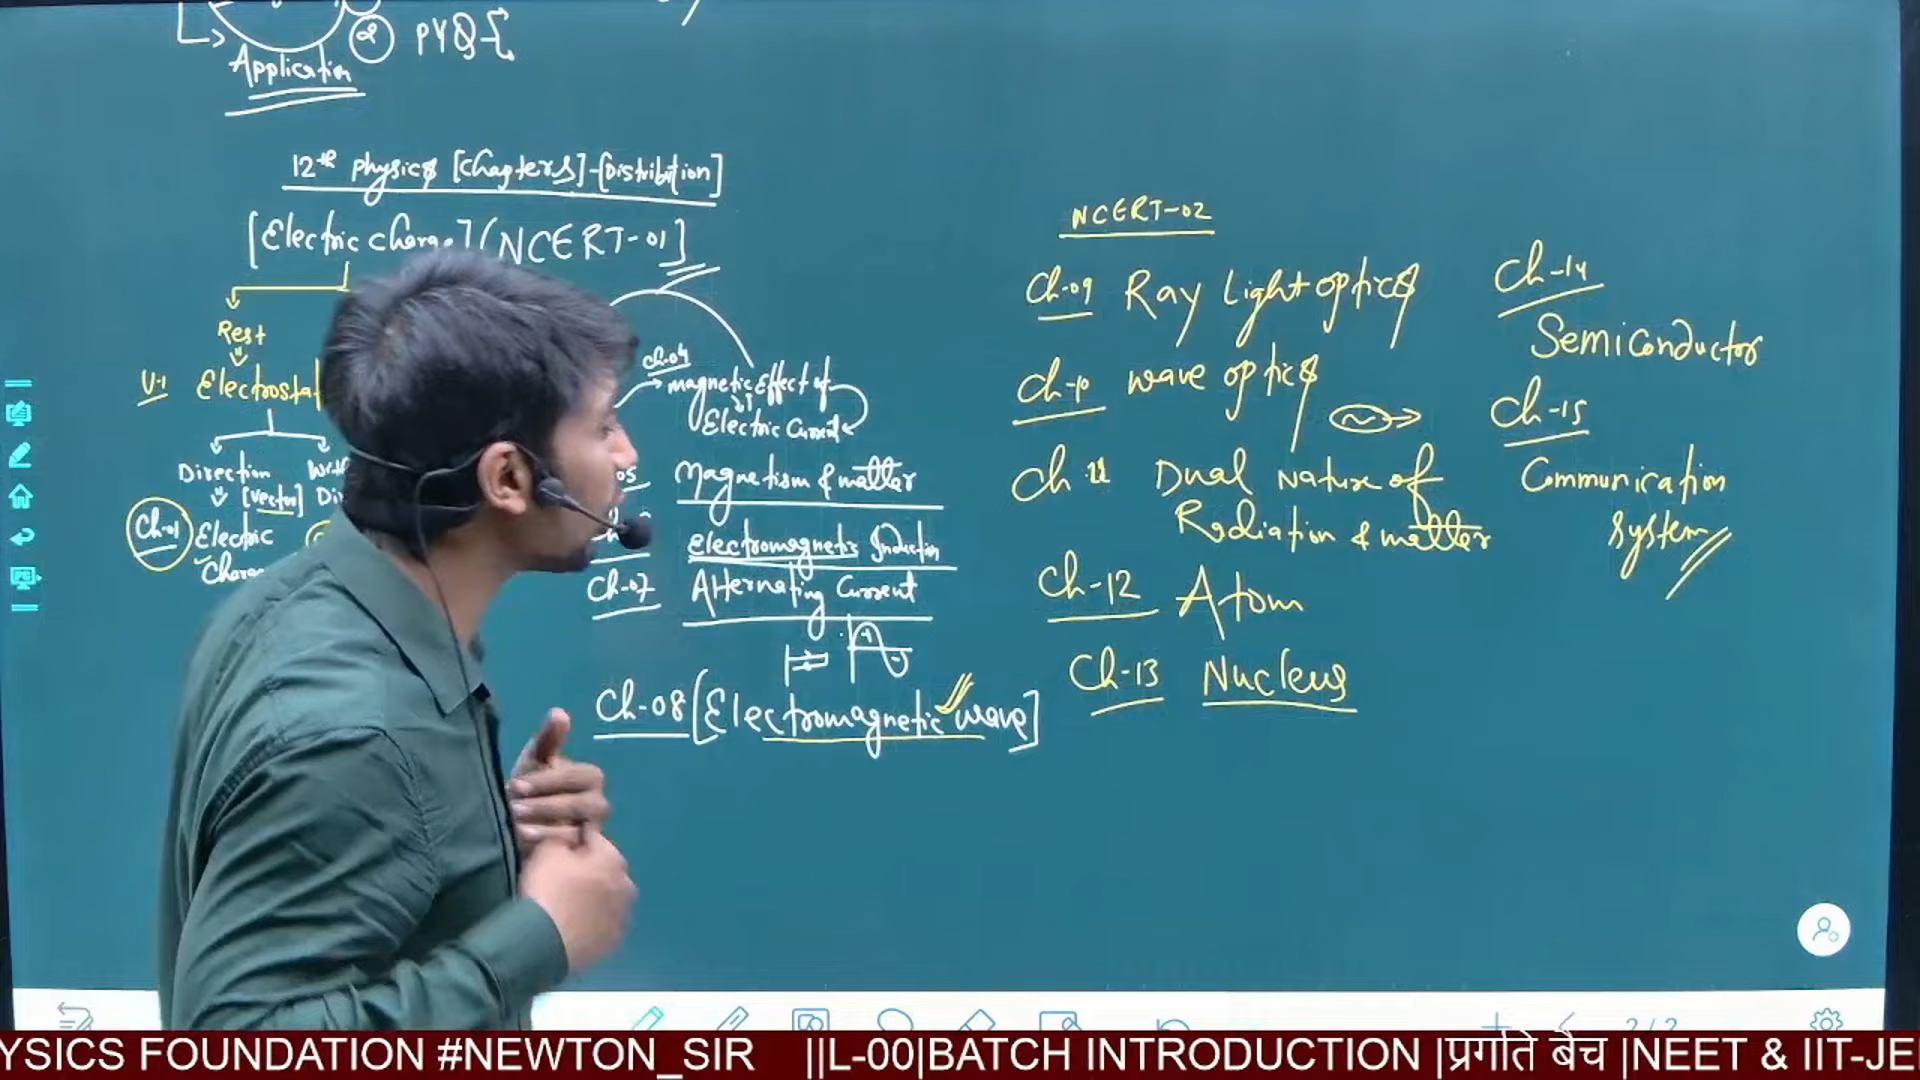 ② PYQ
Application
12th Physics [Chapters]-[Distribution]
[Electric charge] (NCERT-01]
Rest
U-1 Electrostat
Direction
[Vector]
Ch-01 Electric
Charge
Ch-04
magnetic Effect of
Electric Current
05 Magnetism & matter
Electromagnetic Induction
Ch-07 Alternating Current
Ch-08 [Electromagnetic wave]
NCERT-02
Ch-09 Ray Light optics
Ch-10 wave optics
Ch 11 Dual Nature of
Radiation & matter
Ch-12 Atom
Ch-13 Nucleus
Ch-14
Semiconductor
Ch-15
Communication
System
YSICS FOUNDATION #NEWTON_SIR ||L-00|BATCH INTRODUCTION |प्रगति बैच |NEET & IIT-JE